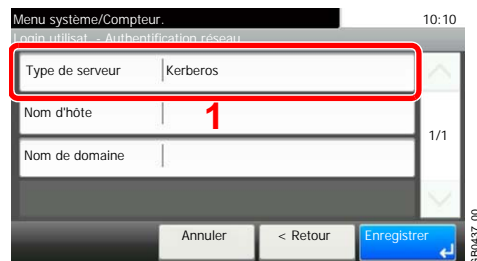 Menu système/Compteur. 10:10
Login utilisat. - Authentification réseau
Type de serveur Kerberos
Nom d'hôte
1
1/1
Nom de domaine
Annuler < Retour Enregistrer
GB0437_00